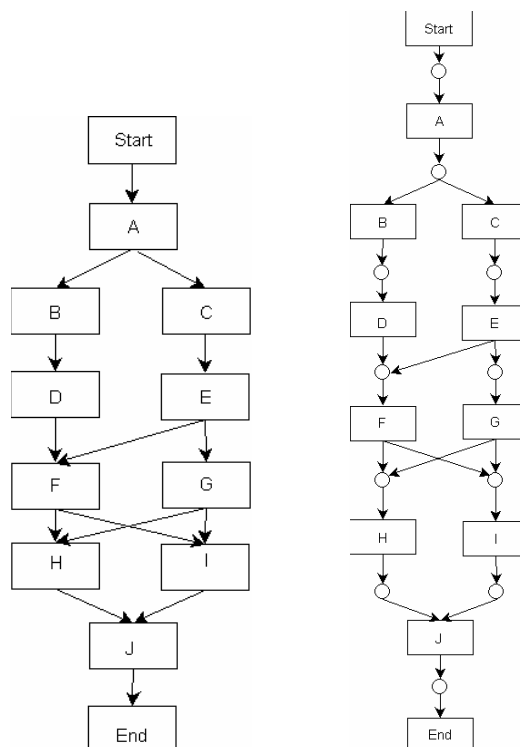 Start
A
B C
D E
F G
H I
J
End
Start
A
B C
D E
F G
H I
J
End